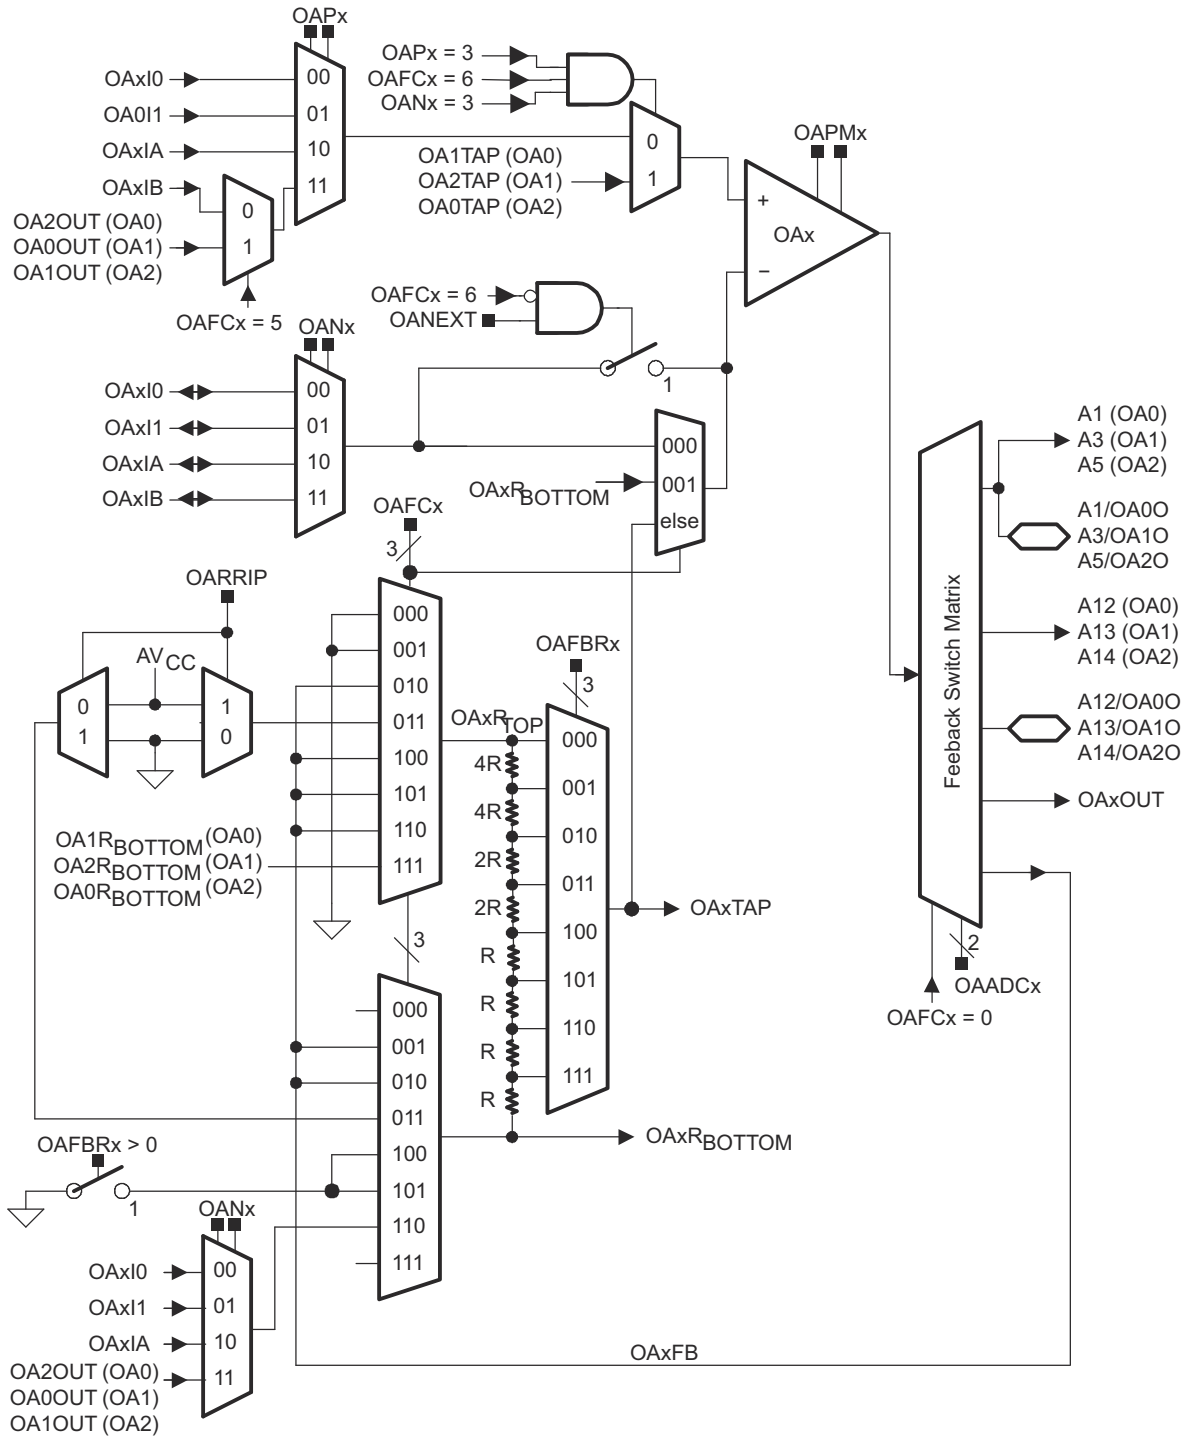 OAPx
OAxI0
OA0I1
OAxIA
OAxIB
00
01
10
11
OA2OUT (OA0)
OA0OUT (OA1)
OA1OUT (OA2)
0
1
OAFCx = 5
OAPx = 3
OAFCx = 6
OANx = 3
OA1TAP (OA0)
OA2TAP (OA1)
OA0TAP (OA2)
0
1
OAPMx
+
OAx
−
OAFCx = 6
OANEXT
1
OANx
OAxI0
OAxI1
OAxIA
OAxIB
00
01
10
11
OAxRBOTTOM
000
001
else
OAFCx
3
OARRIP
AVCC
0
1
1
0
000
001
010
011
100
101
110
111
OA1RBOTTOM (OA0)
OA2RBOTTOM (OA1)
OA0RBOTTOM (OA2)
3
OAxRTOP
4R
4R
2R
2R
R
R
R
R
OAFBRx
3
000
001
010
011
100
101
110
111
OAxTAP
OAxRBOTTOM
000
001
010
011
100
101
110
111
OAFBRx > 0
1
OANx
OAxI0
OAxI1
OAxIA
OA2OUT (OA0)
OA0OUT (OA1)
OA1OUT (OA2)
00
01
10
11
OAxFB
Feeback Switch Matrix
A1 (OA0)
A3 (OA1)
A5 (OA2)
A1/OA0O
A3/OA1O
A5/OA2O
A12 (OA0)
A13 (OA1)
A14 (OA2)
A12/OA0O
A13/OA1O
A14/OA2O
OAxOUT
2
OAADCx
OAFCx = 0